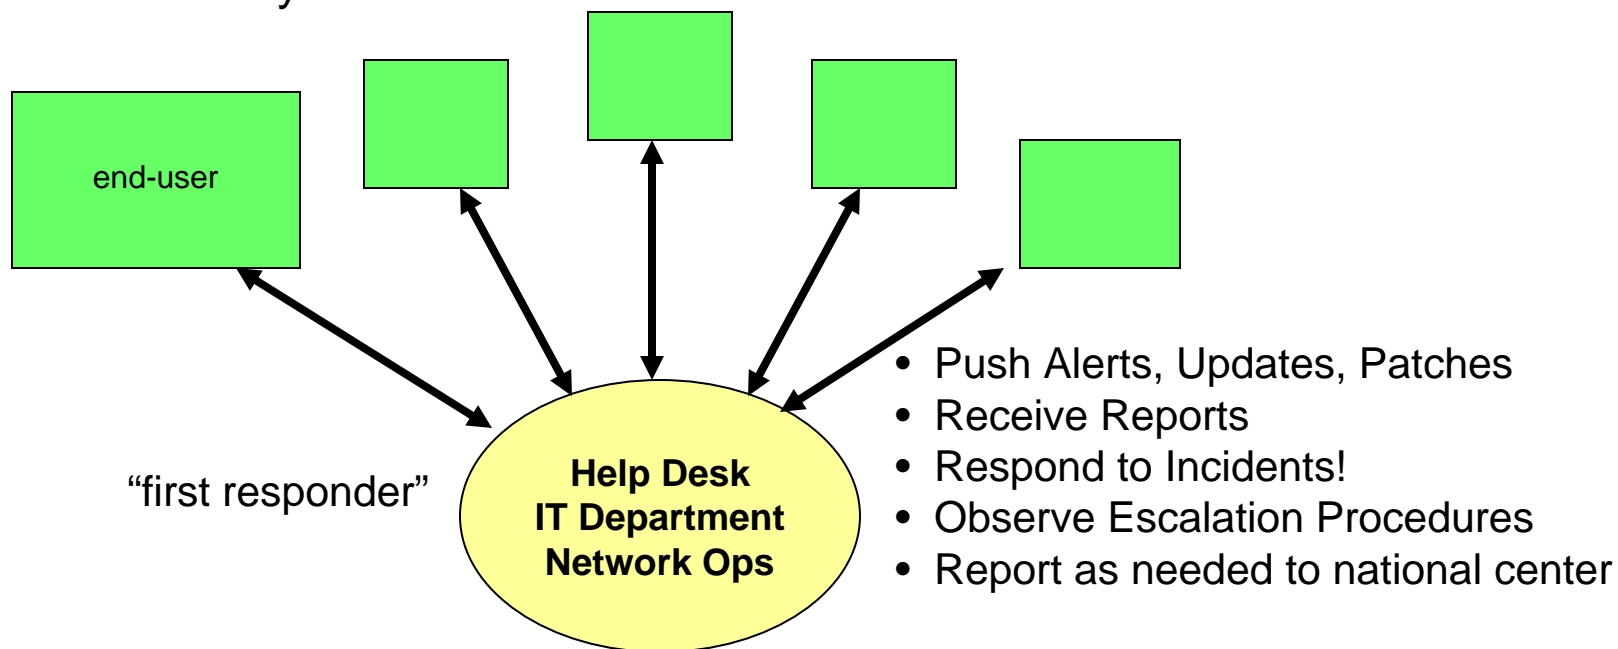 end-user
“first responder”
Help Desk
IT Department
Network Ops
• Push Alerts, Updates, Patches
• Receive Reports
• Respond to Incidents!
• Observe Escalation Procedures
• Report as needed to national center